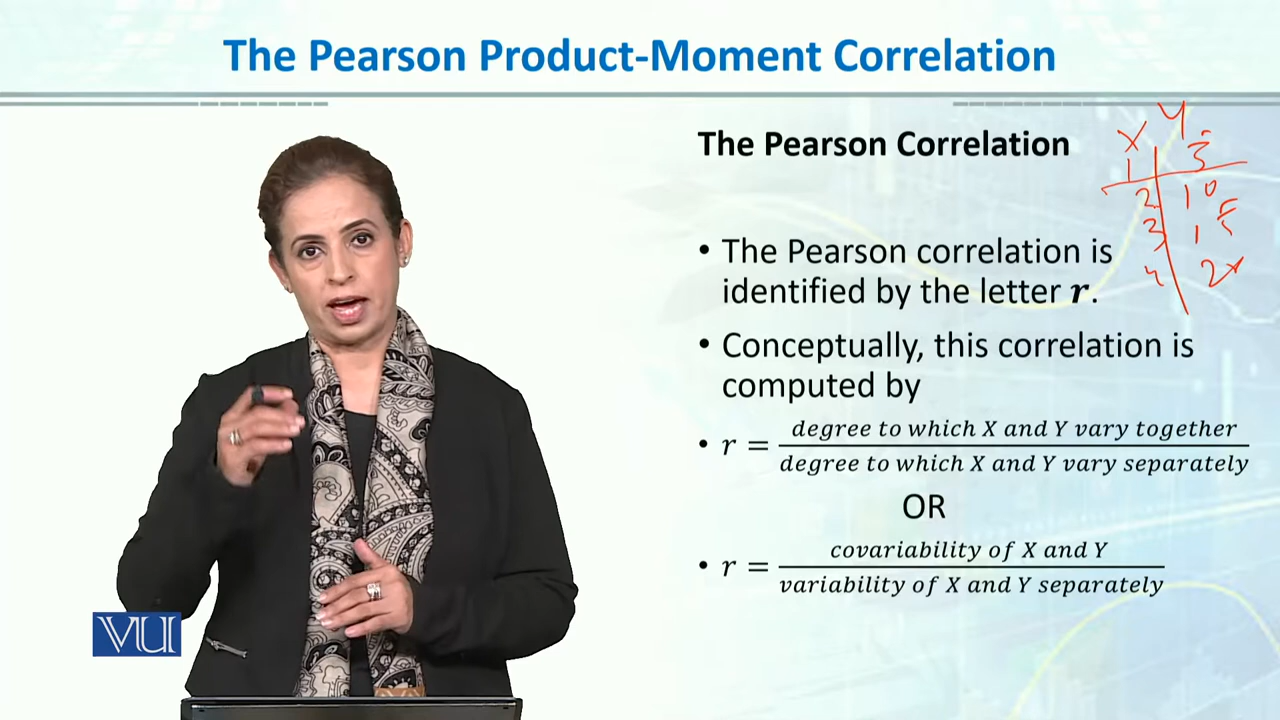 The Pearson Product-Moment Correlation
The Pearson Correlation
X Y
1 3
2 10
3 15
4
• The Pearson correlation is
identified by the letter r.
• Conceptually, this correlation is
computed by
• r = degree to which X and Y vary together
degree to which X and Y vary separately
OR
• r = covariability of X and Y
variability of X and Y separately
VU